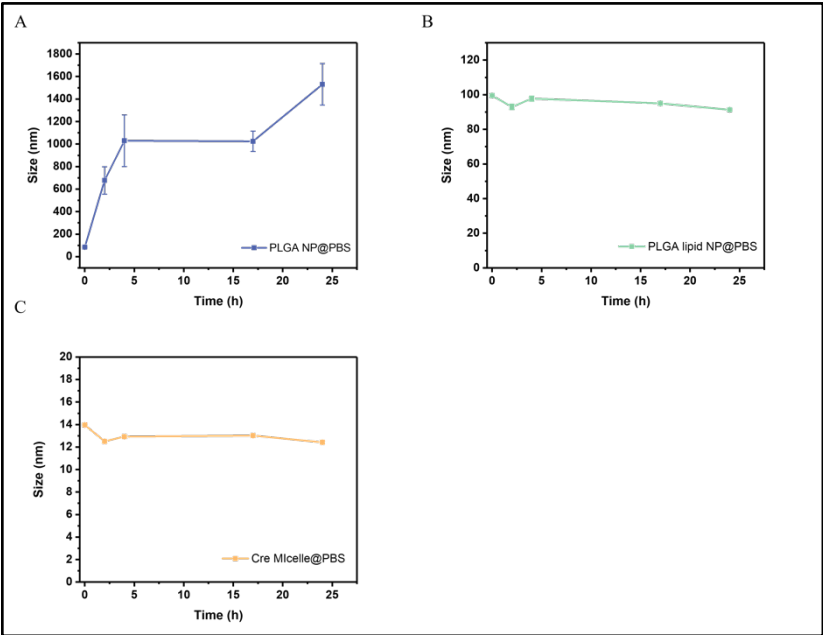 A
1800
1600
1400
1200
1000
800
600
400
200
0
Size (nm)
PLGA NP@PBS
0 5 10 15 20 25
Time (h)
B
120
100
80
60
40
20
0
Size (nm)
PLGA lipid NP@PBS
0 5 10 15 20 25
Time (h)
C
20
18
16
14
12
10
8
6
4
2
0
Size (nm)
Cre MIcelle@PBS
0 5 10 15 20 25
Time (h)